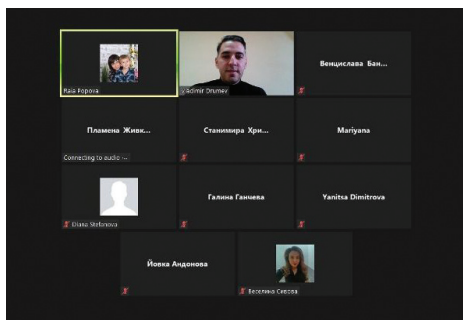 Raia Popova
Vladimir Drumev
Венцислава Бан...
Пламена Живк...
Connecting to audio ...
Станимира Хри...
Mariyana
Diana Stefanova
Галина Ганчева
Yanitsa Dimitrova
Йовка Андонова
Веселина Сивова